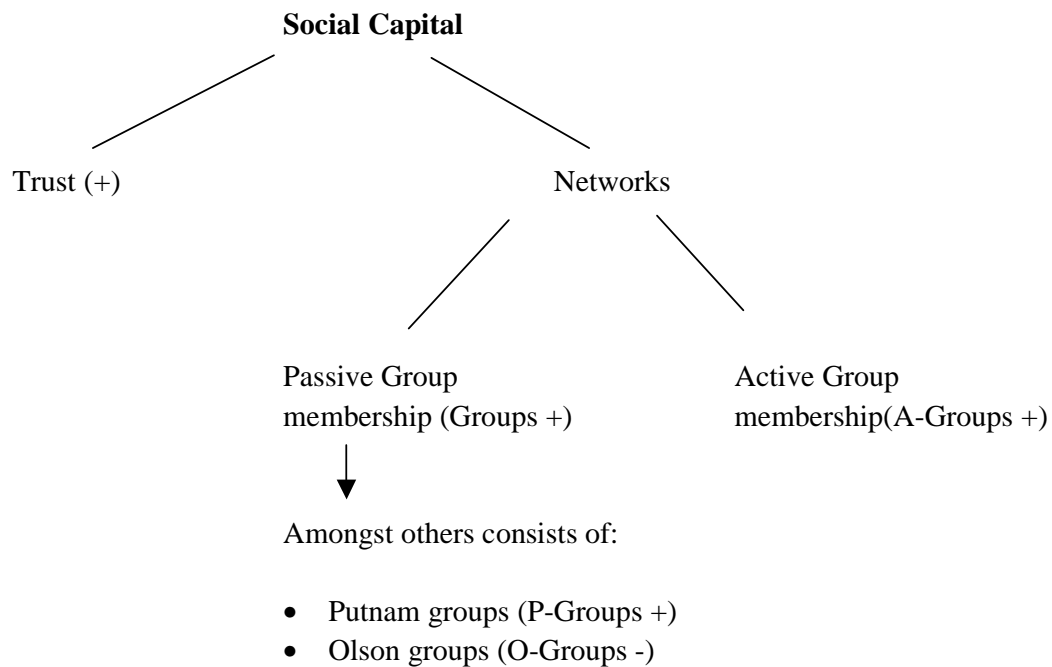 Social Capital
Trust (+)
Networks
Passive Group
membership (Groups +)
Active Group
membership(A-Groups +)
Amongst others consists of:
• Putnam groups (P-Groups +)
• Olson groups (O-Groups -)